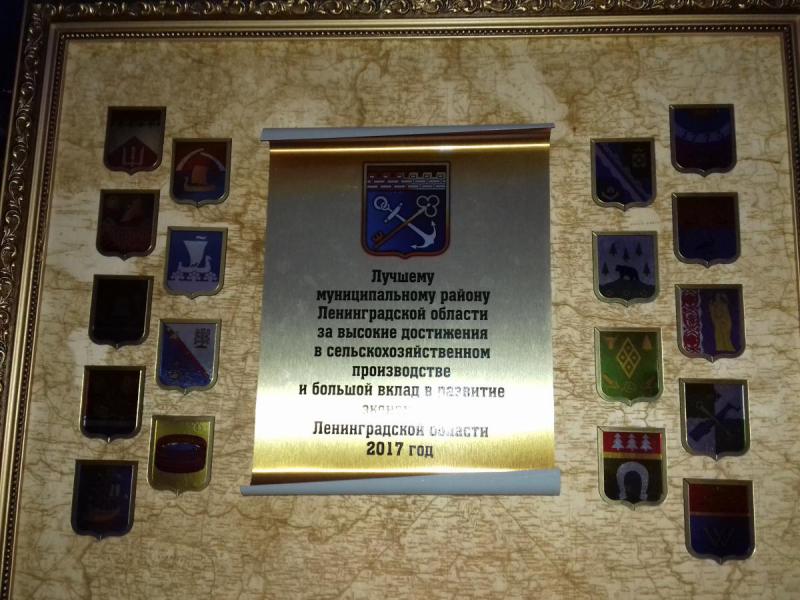 Лучшему
муниципальному району
Ленинградской области
за высокие достижения
в сельскохозяйственном
производстве
и большой вклад в развитие
Ленинградской области
2017 год